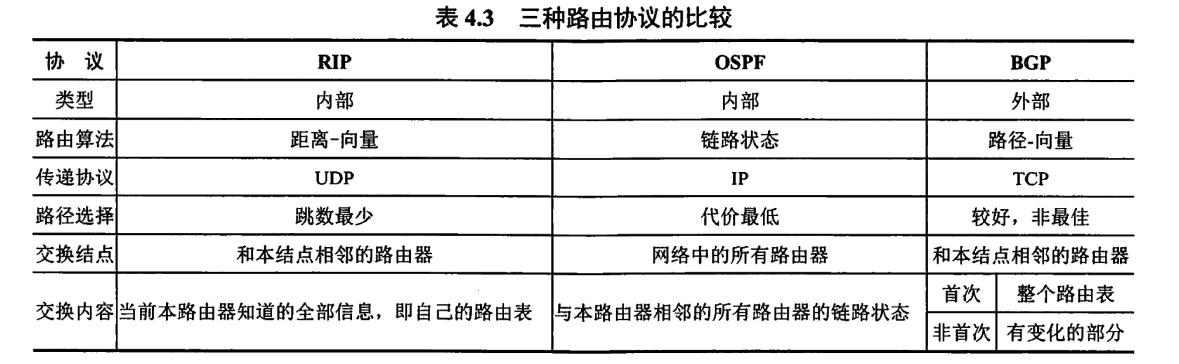 表 4.3 三种路由协议的比较
协 议 RIP OSPF BGP
类型 内部 内部 外部
路由算法 距离-向量 链路状态 路径-向量
传递协议 UDP IP TCP
路径选择 跳数最少 代价最低 较好，非最佳
交换结点 和本结点相邻的路由器 网络中的所有路由器 和本结点相邻的路由器
交换内容 当前本路由器知道的全部信息，即自己的路由表 与本路由器相邻的所有路由器的链路状态 首次 整个路由表
非首次 有变化的部分